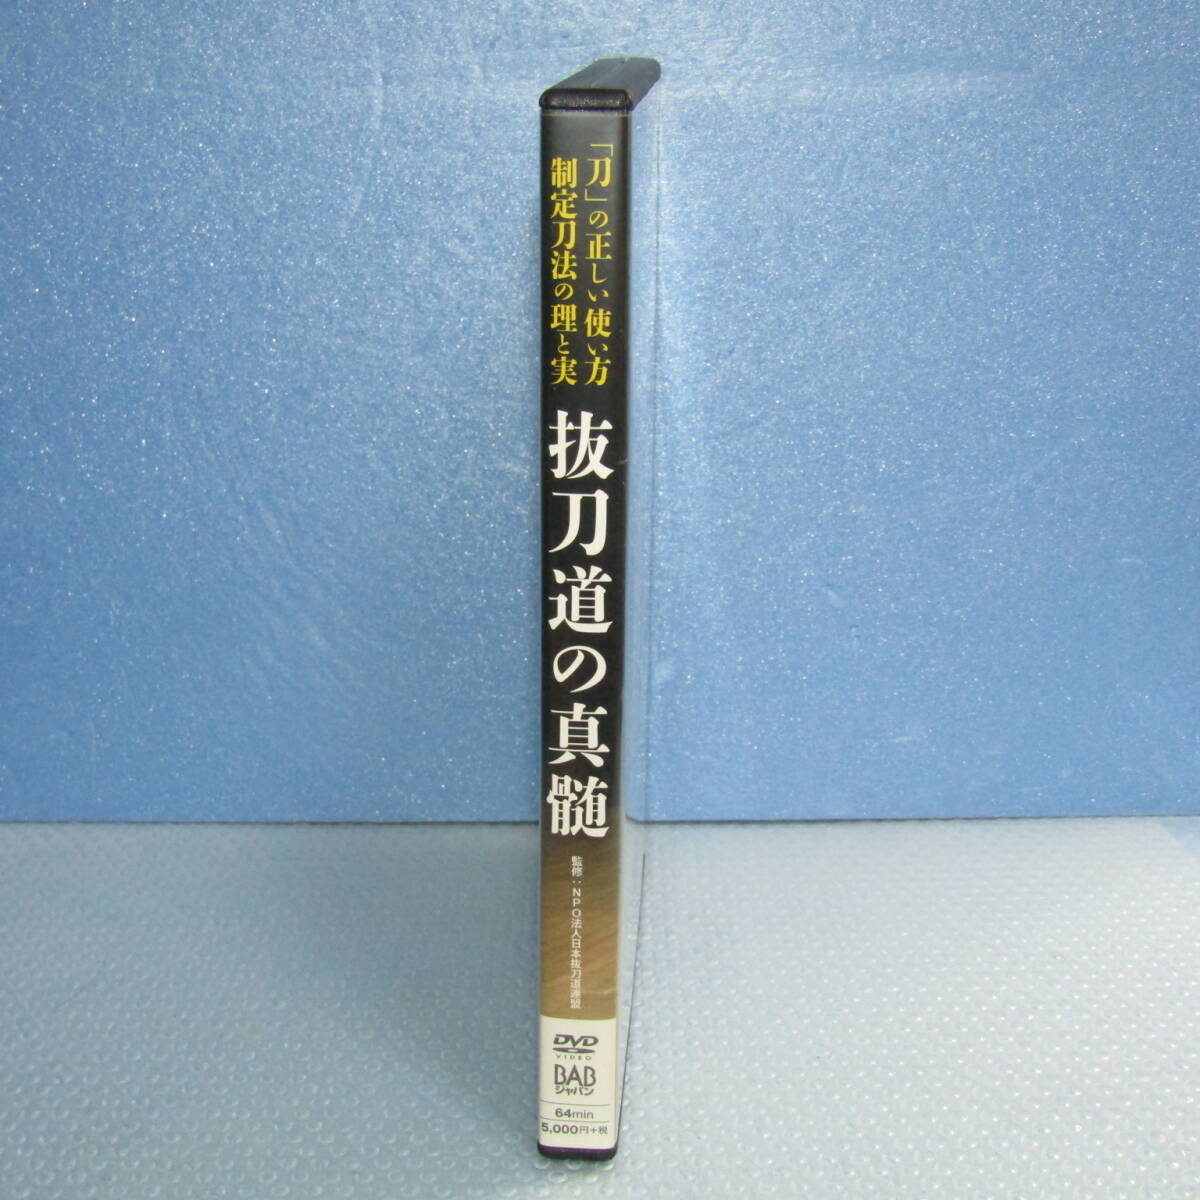 「刀」の正しい使い方
制定刀法の理と実
抜刀道の真髄
監修：NPO法人日本抜刀道連盟
DVD
VIDEO
BAB
ジャパン
64min
5,000円+税